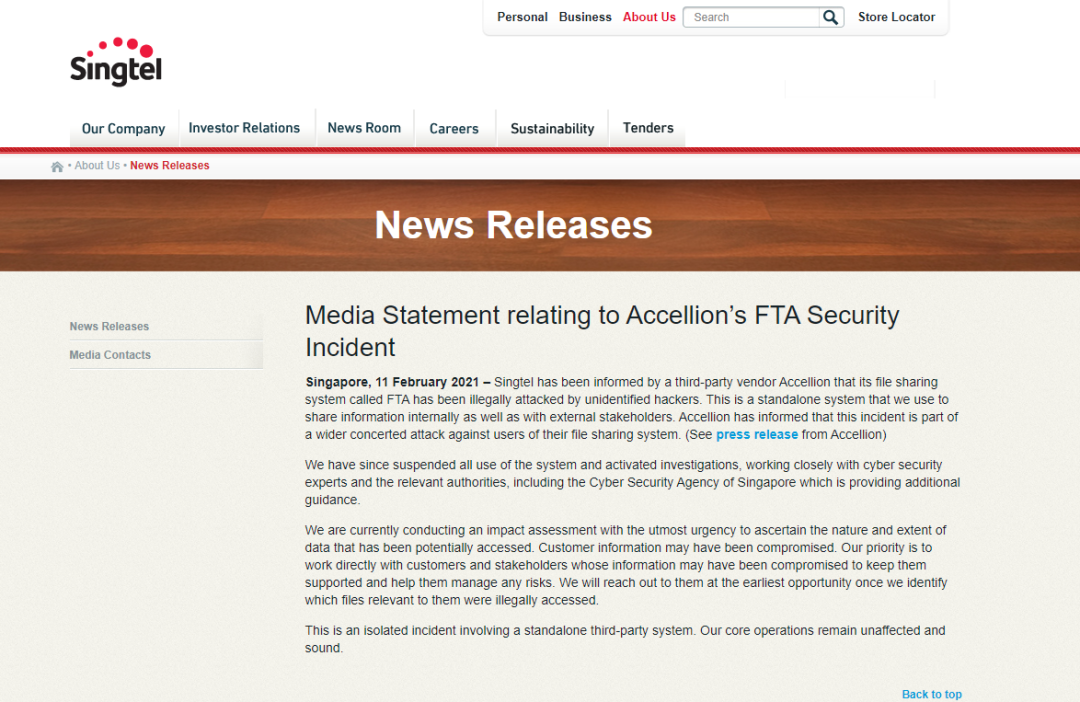 Personal Business About Us Search Store Locator
Singtel
Our Company Investor Relations News Room Careers Sustainability Tenders
• About Us • News Releases
News Releases
News Releases
Media Contacts
Media Statement relating to Accellion’s FTA Security
Incident
Singapore, 11 February 2021 – Singtel has been informed by a third-party vendor Accellion that its file sharing
system called FTA has been illegally attacked by unidentified hackers. This is a standalone system that we use to
share information internally as well as with external stakeholders. Accellion has informed that this incident is part of
a wider concerted attack against users of their file sharing system. (See press release from Accellion)
We have since suspended all use of the system and activated investigations, working closely with cyber security
experts and the relevant authorities, including the Cyber Security Agency of Singapore which is providing additional
guidance.
We are currently conducting an impact assessment with the utmost urgency to ascertain the nature and extent of
data that has been potentially accessed. Customer information may have been compromised. Our priority is to
work directly with customers and stakeholders whose information may have been compromised to keep them
supported and help them manage any risks. We will reach out to them at the earliest opportunity once we identify
which files relevant to them were illegally accessed.
This is an isolated incident involving a standalone third-party system. Our core operations remain unaffected and
sound.
Back to top